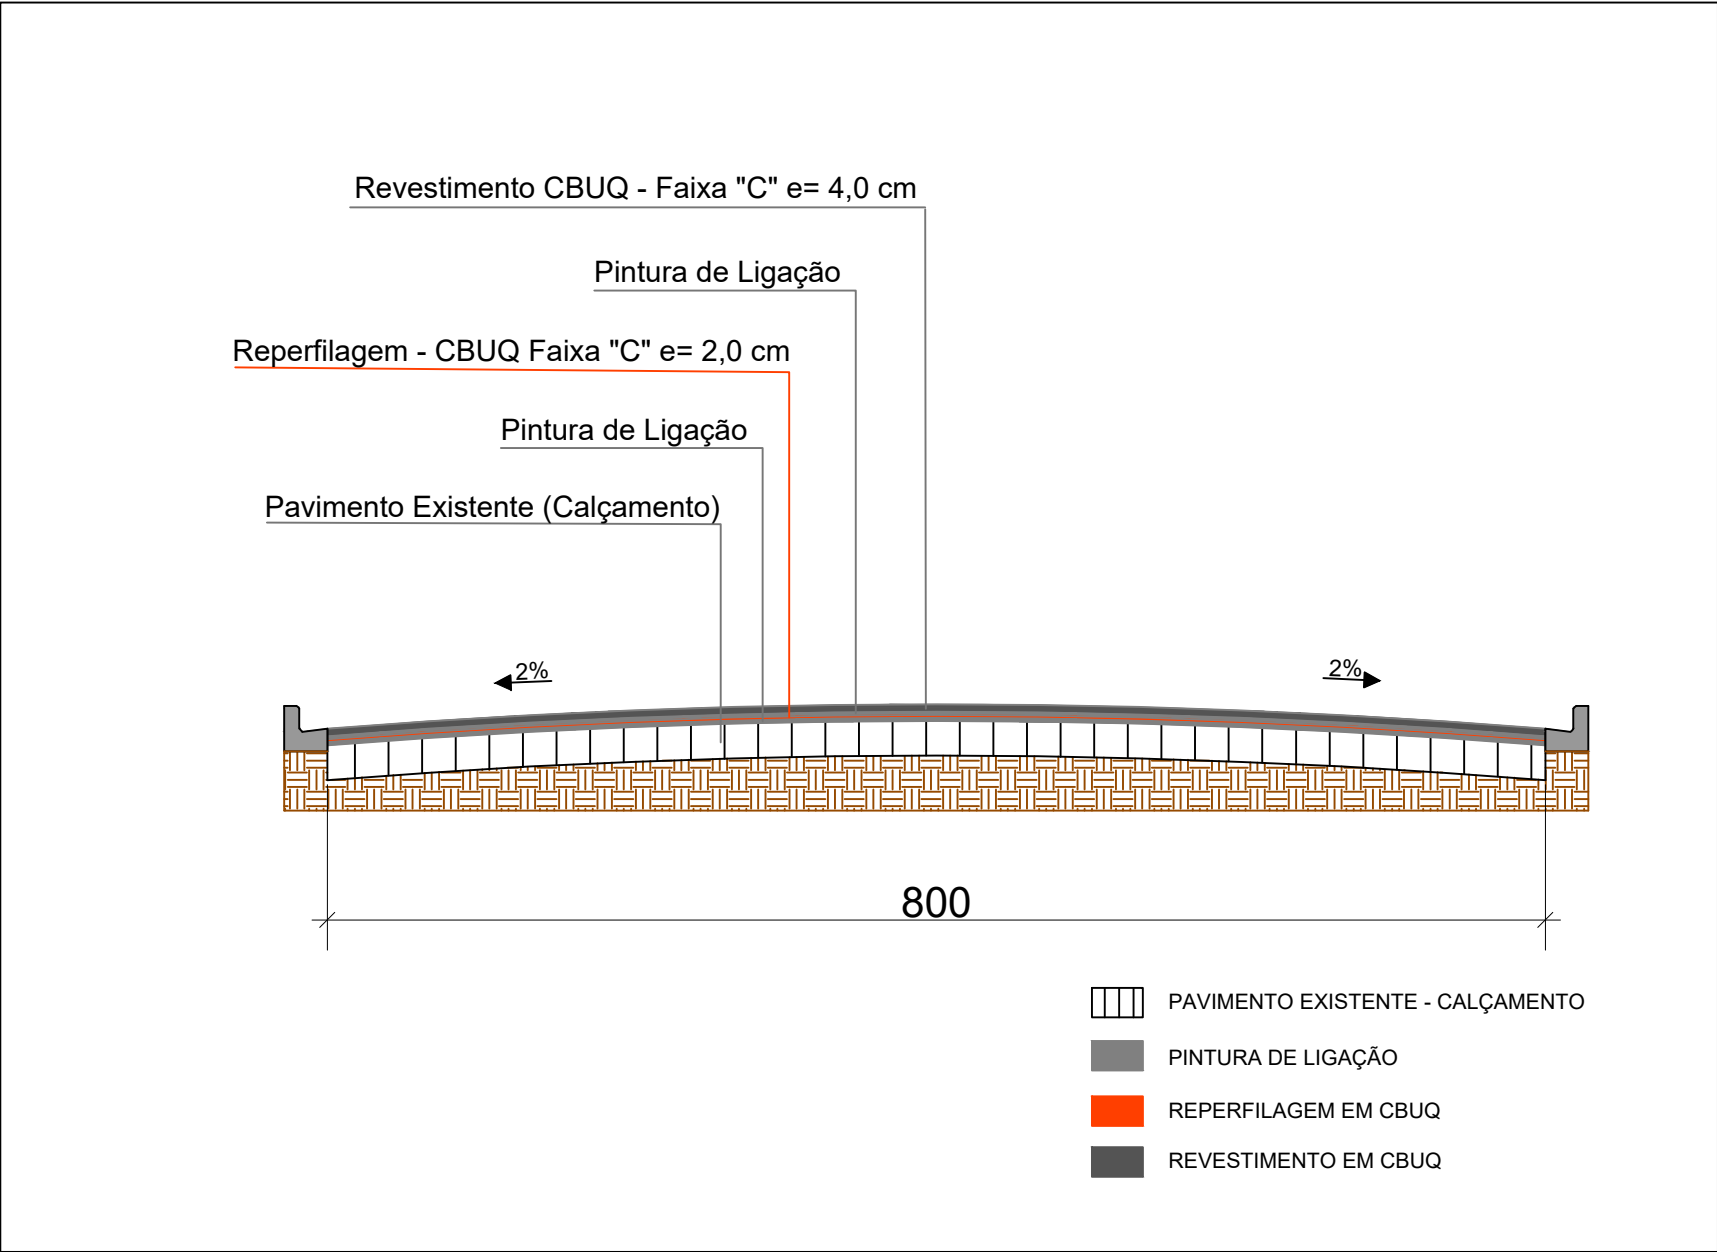 Revestimento CBUQ - Faixa "C" e= 4,0 cm
Pintura de Ligação
Reperfilagem - CBUQ Faixa "C" e= 2,0 cm
Pintura de Ligação
Pavimento Existente (Calçamento)
2%
2%
800
PAVIMENTO EXISTENTE - CALÇAMENTO
PINTURA DE LIGAÇÃO
REPERFILAGEM EM CBUQ
REVESTIMENTO EM CBUQ